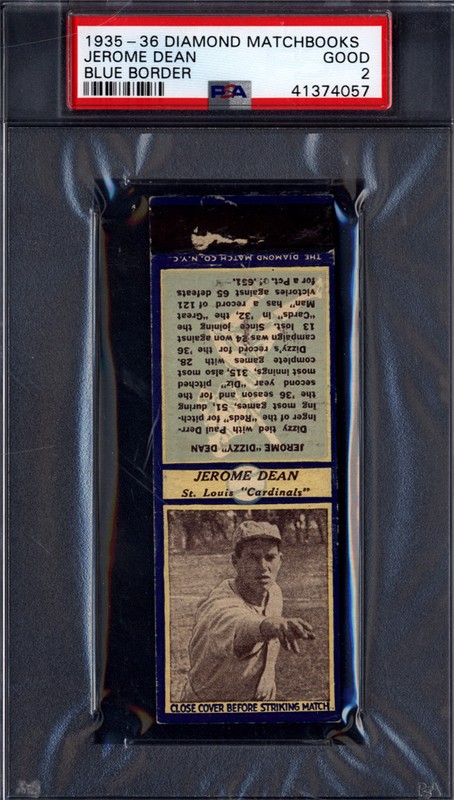 1935-36 DIAMOND MATCHBOOKS
JEROME DEAN GOOD
BLUE BORDER 2
PSA 41374057
THE DIAMOND MATCH CO., N.Y.C.
JEROME "DIZZY" DEAN
Dizzy tied with Paul Derr-
inger of the "Reds" for pitch-
ing most games, 51, during
the '36 season and for the
second year "Diz" pitched
most innings, 315, also most
complete games with 28.
Dizzy's record for the '36
campaign was 24 won against
13 lost. Since joining the
"Cards" in '32, the "Great
Man" has a record of 121
victories against 65 defeats
for a Pct. of .651.
JEROME DEAN
St. Louis "Cardinals"
CLOSE COVER BEFORE STRIKING MATCH